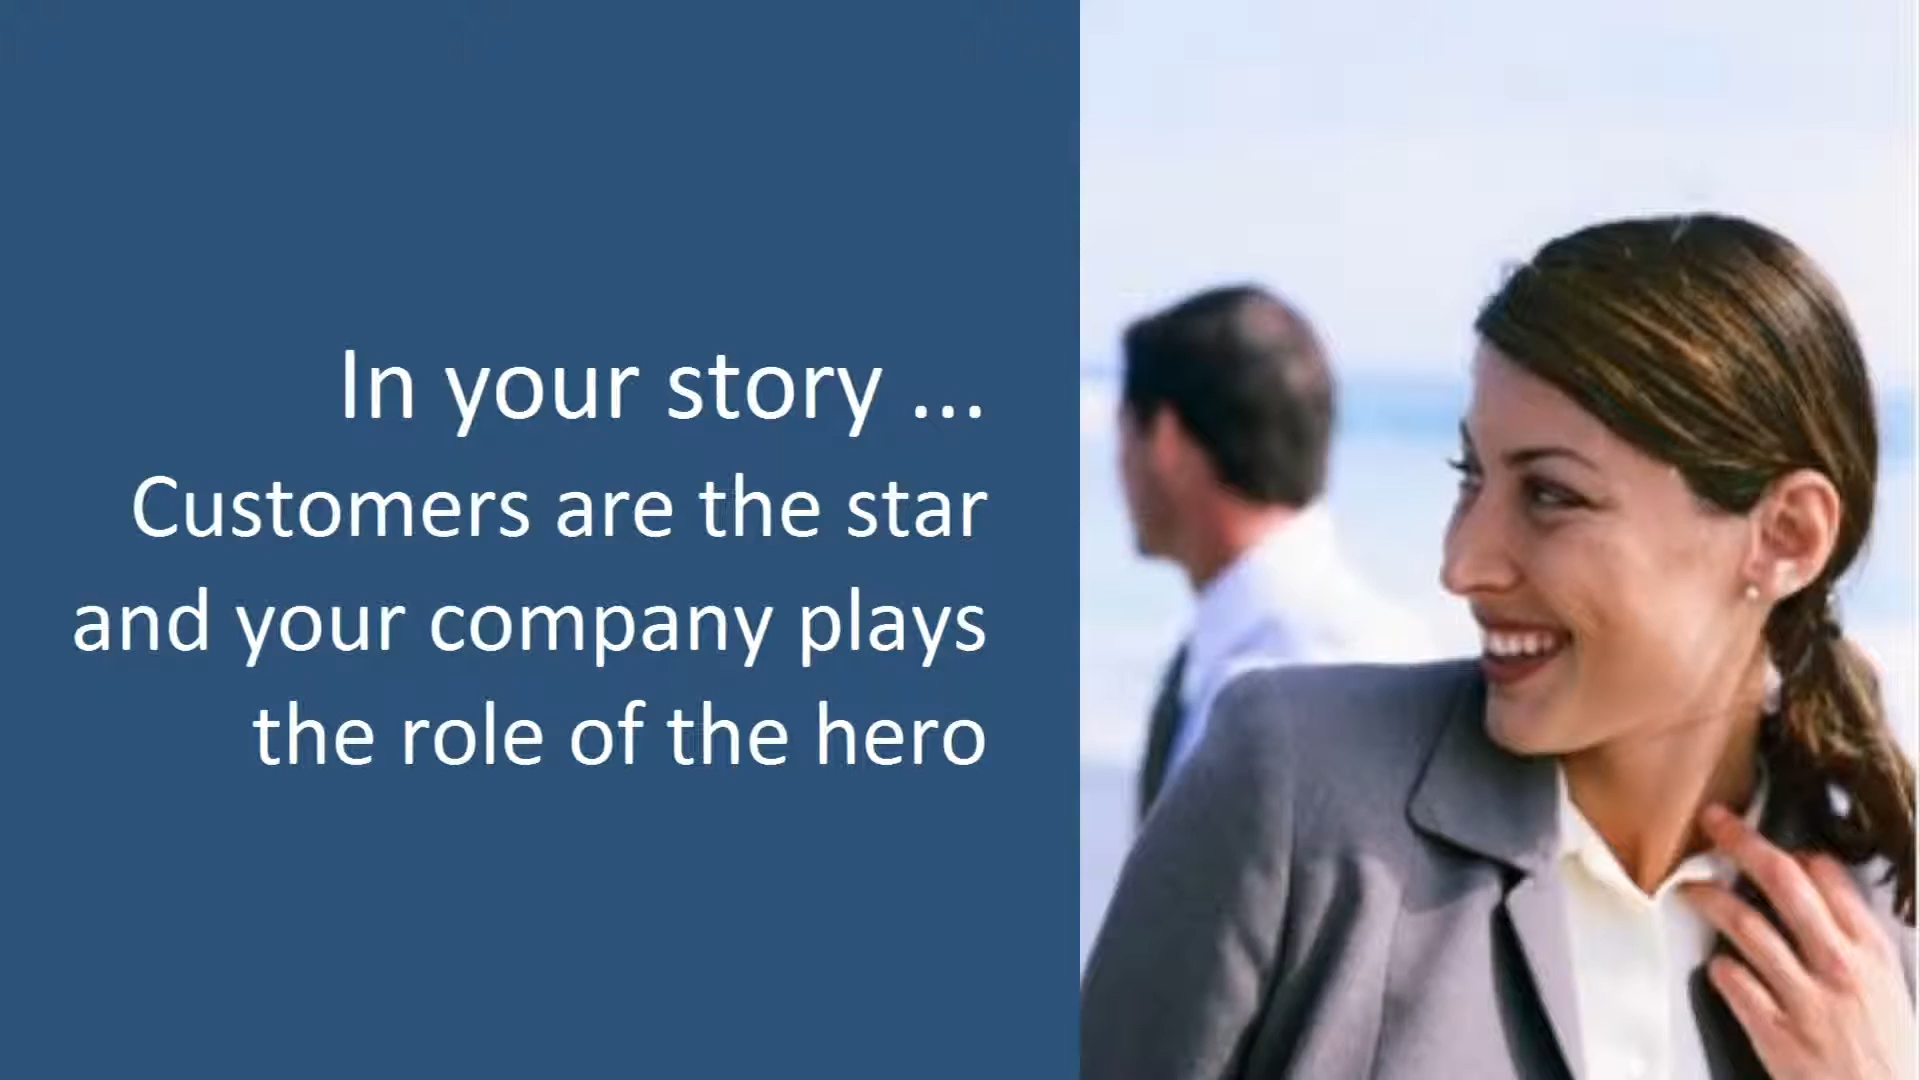 In your story ...
Customers are the star
and your company plays
the role of the hero